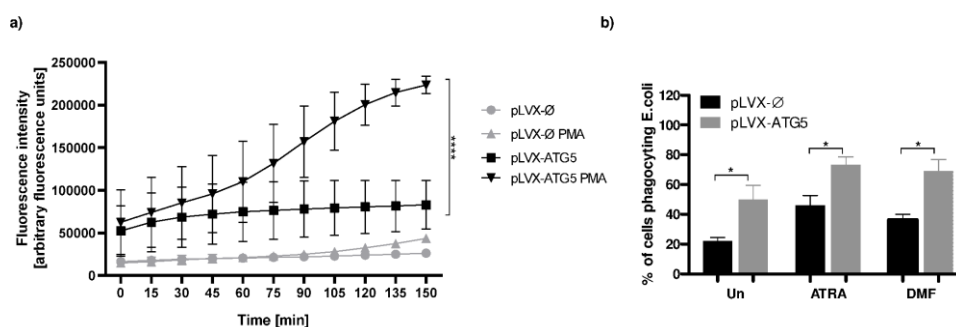 a)
Fluorescence intensity
[arbitrary fluorescence units]
250000
200000
150000
100000
50000
0
0 15 30 45 60 75 90 105 120 135 150
Time [min]
****
pLVX-Ø
pLVX-Ø PMA
pLVX-ATG5
pLVX-ATG5 PMA
b)
% of cells phagocyting E.coli
100
80
60
40
20
0
pLVX-Ø
pLVX-ATG5
*
*
*
Un ATRA DMF